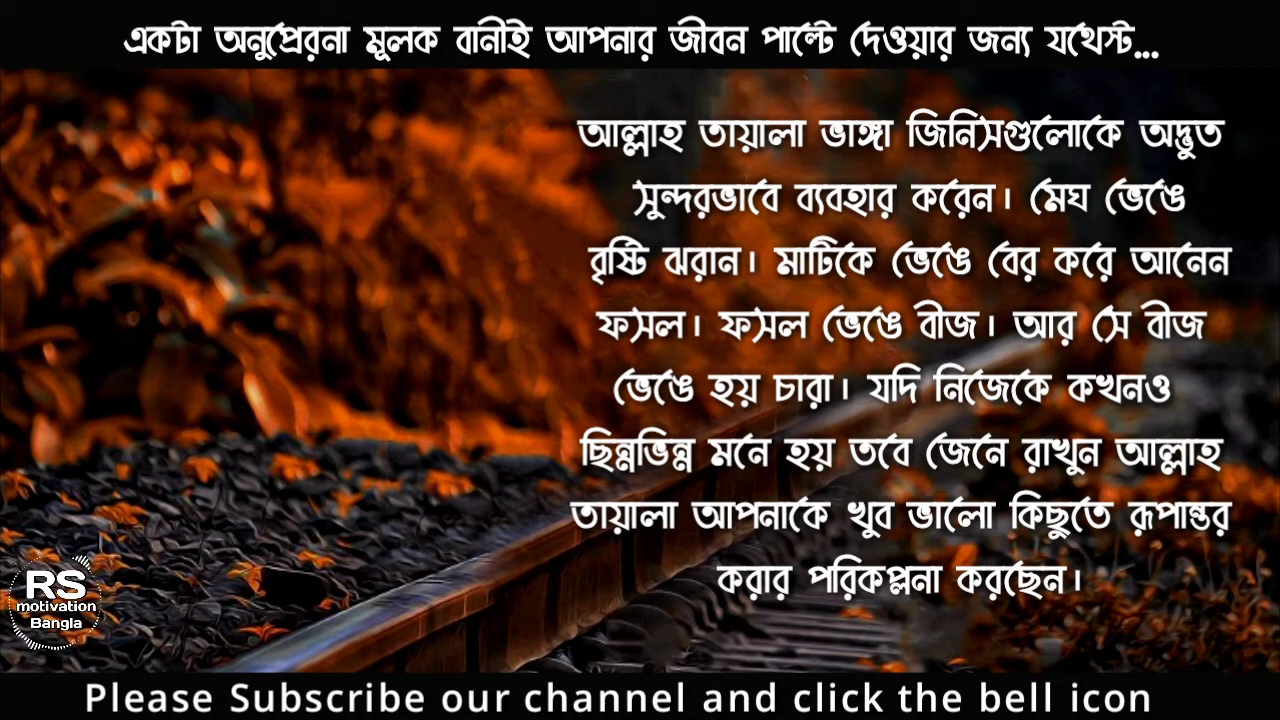 একটা অনুপ্রেরনা মূলক বানীই আপনার জীবন পাল্টে দেওয়ার জন্য যথেস্ট...
আল্লাহ তায়ালা ভাঙ্গা জিনিসগুলোকে অদ্ভুত
সুন্দরভাবে ব্যবহার করেন। মেঘ ভেঙে
বৃষ্টি ঝরান। মাটিকে ভেঙে বের করে আনেন
ফসল। ফসল ভেঙে বীজ। আর সে বীজ
ভেঙে হয় চারা। যদি নিজেকে কখনও
ছিন্নভিন্ন মনে হয় তবে জেনে রাখুন আল্লাহ
তায়ালা আপনাকে খুব ভালো কিছুতে রূপান্তর
করার পরিকল্পনা করছেন।
RS
motivation
Bangla
Please Subscribe our channel and click the bell icon